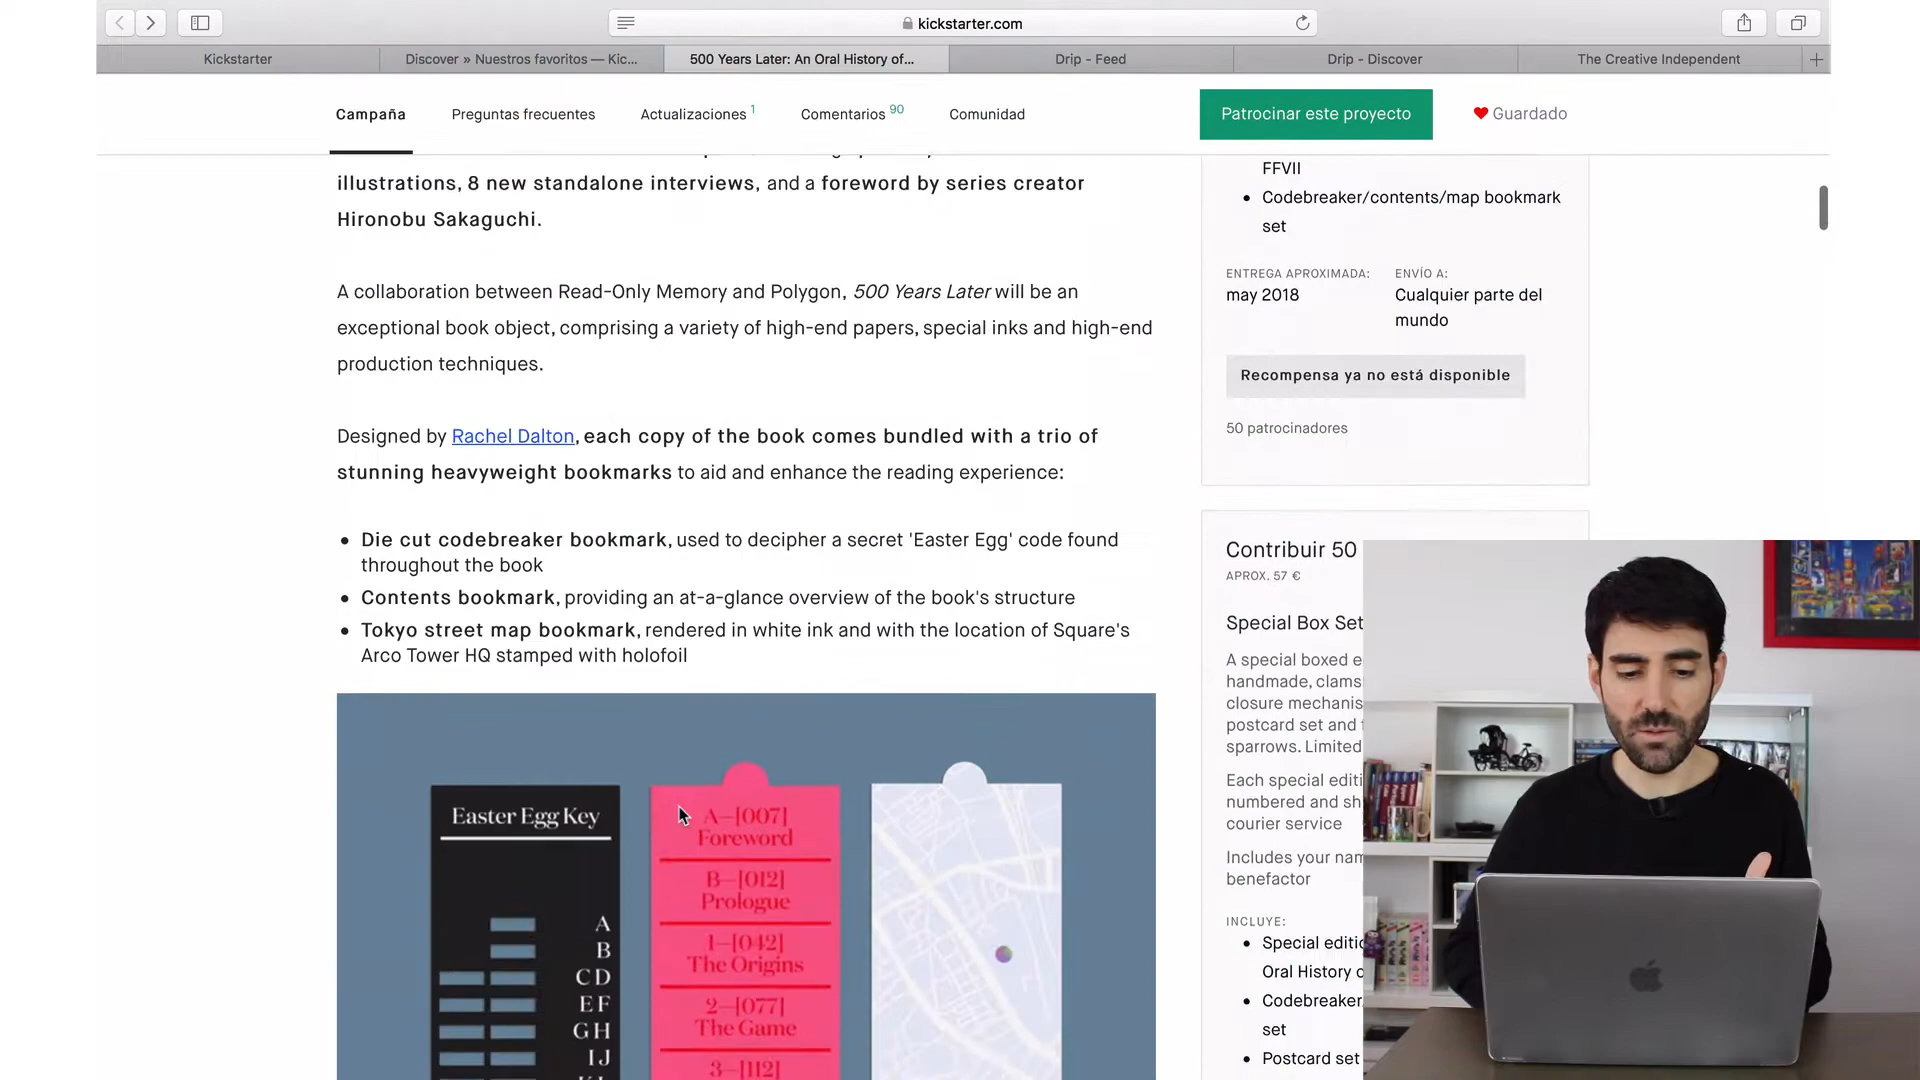 kickstarter.com
Kickstarter
Discover » Nuestros favoritos — Kic...
500 Years Later: An Oral History of...
Drip - Feed
Drip - Discover
The Creative Independent
Campaña
Preguntas frecuentes
Actualizaciones 1
Comentarios 90
Comunidad
Patrocinar este proyecto
Guardado
illustrations, 8 new standalone interviews, and a foreword by series creator
Hironobu Sakaguchi.
A collaboration between Read-Only Memory and Polygon, 500 Years Later will be an
exceptional book object, comprising a variety of high-end papers, special inks and high-end
production techniques.
Designed by Rachel Dalton, each copy of the book comes bundled with a trio of
stunning heavyweight bookmarks to aid and enhance the reading experience:
• Die cut codebreaker bookmark, used to decipher a secret 'Easter Egg' code found
throughout the book
• Contents bookmark, providing an at-a-glance overview of the book's structure
• Tokyo street map bookmark, rendered in white ink and with the location of Square's
Arco Tower HQ stamped with holofoil
Easter Egg Key
A
B
C D
E F
G H
I J
A—[007]
Foreword
B—[012]
Prologue
1—[042]
The Origins
2—[077]
The Game
3—[112]
FFVII
• Codebreaker/contents/map bookmark
set
ENTREGA APROXIMADA:
may 2018
ENVÍO A:
Cualquier parte del
mundo
Recompensa ya no está disponible
50 patrocinadores
Contribuir 50
APROX. 57 €
Special Box Set
A special boxed e
handmade, clams
closure mechanis
postcard set and
sparrows. Limited
Each special editi
numbered and sh
courier service
Includes your nam
benefactor
INCLUYE:
• Special editi
Oral History o
• Codebreaker
set
• Postcard set